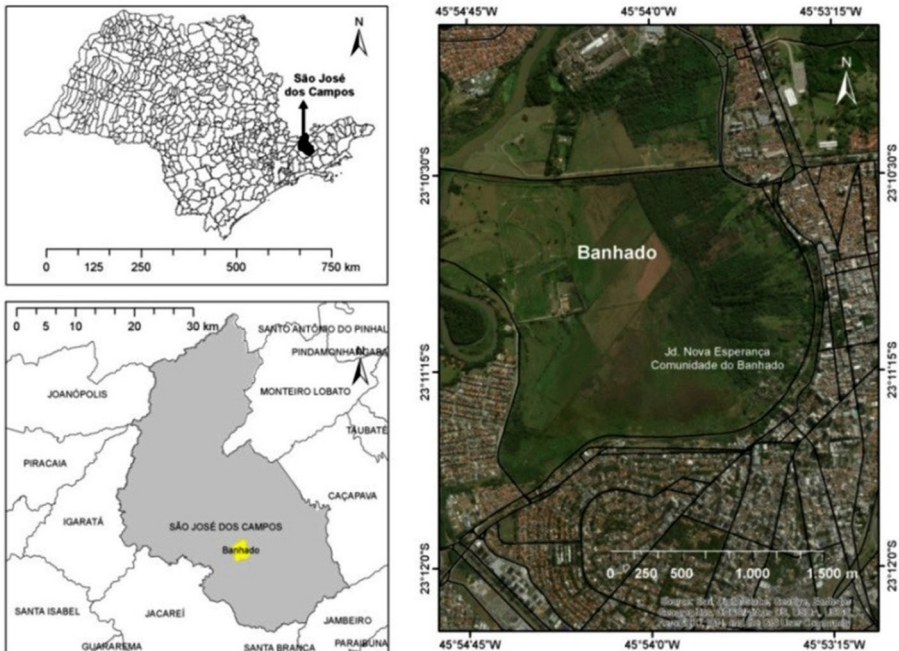 N
São José
dos Campos
0 125 250 500 750 km
0 5 10 20 30 km
SANTO ANTÔNIO DO PINHAL
PINDAMONHANGABA
N
JOANÓPOLIS
MONTEIRO LOBATO
TAUBATÉ
PIRACAIA
CAÇAPAVA
IGARATÁ
SÃO JOSÉ DOS CAMPOS
Banhado
SANTA ISABEL
JACAREÍ
JAMBEIRO
GUARAREMA
SANTA BRANCA
PARAIBUNA
45°54'45"W 45°54'0"W 45°53'15"W
N
23°10'30"S 23°10'30"S
Banhado
Jd. Nova Esperança
Comunidade do Banhado
23°11'15"S 23°11'15"S
23°12'0"S 23°12'0"S
0 250 500 1.000 1.500 m
45°54'45"W 45°54'0"W 45°53'15"W